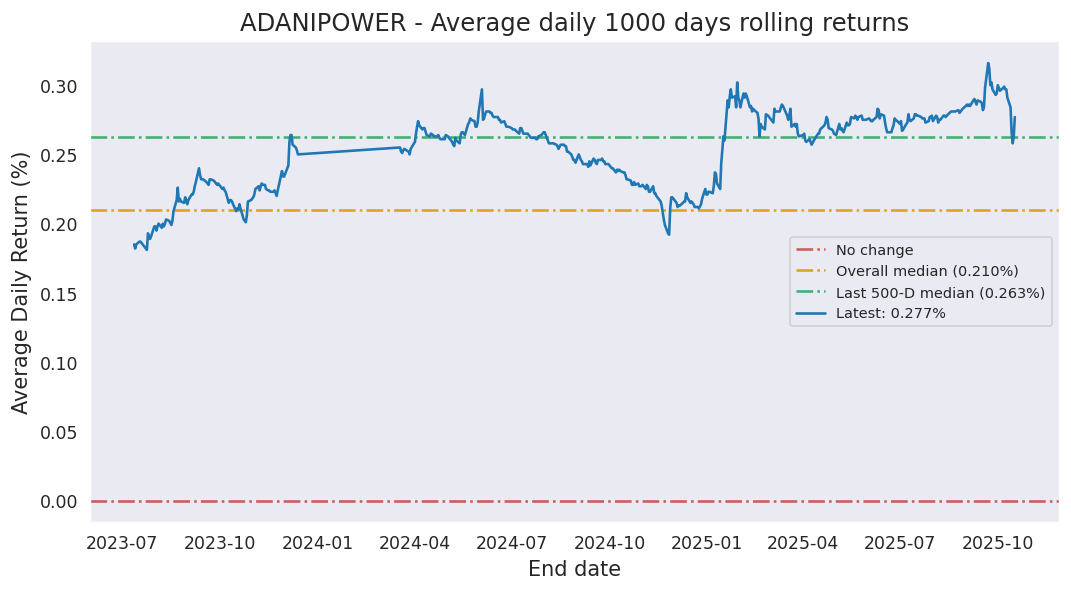 ADANIPOWER - Average daily 1000 days rolling returns
Average Daily Return (%)
0.30
0.25
0.20
0.15
0.10
0.05
0.00
No change
Overall median (0.210%)
Last 500-D median (0.263%)
Latest: 0.277%
2023-07 2023-10 2024-01 2024-04 2024-07 2024-10 2025-01 2025-04 2025-07 2025-10
End date